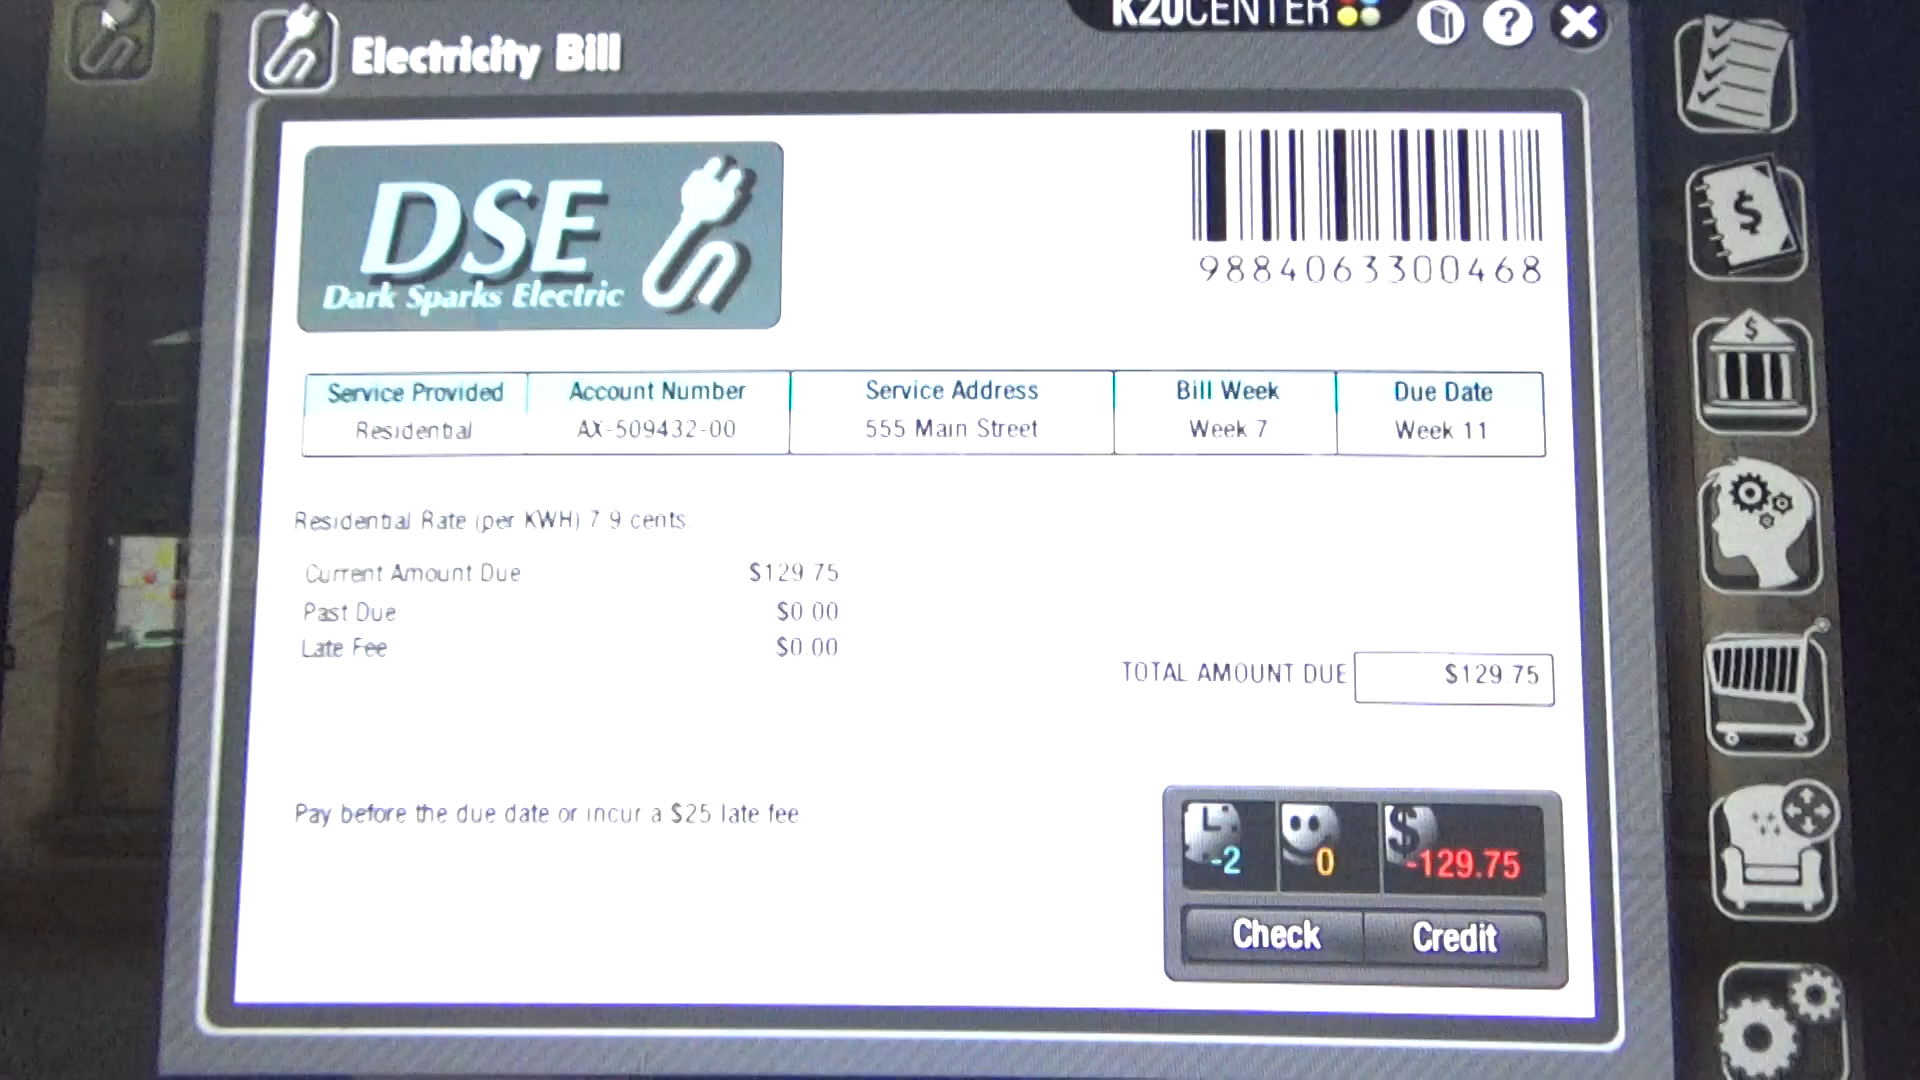 K20CENTER
Electricity Bill
DSE
Dark Sparks Electric
9884063300468
Service Provided Account Number Service Address Bill Week Due Date
Residential AX-509432-00 555 Main Street Week 7 Week 11
Residential Rate (per KWH) 7.9 cents
Current Amount Due $129.75
Past Due $0.00
Late Fee $0.00
TOTAL AMOUNT DUE $129.75
Pay before the due date or incur a $25 late fee
-2 0 -129.75
Check Credit